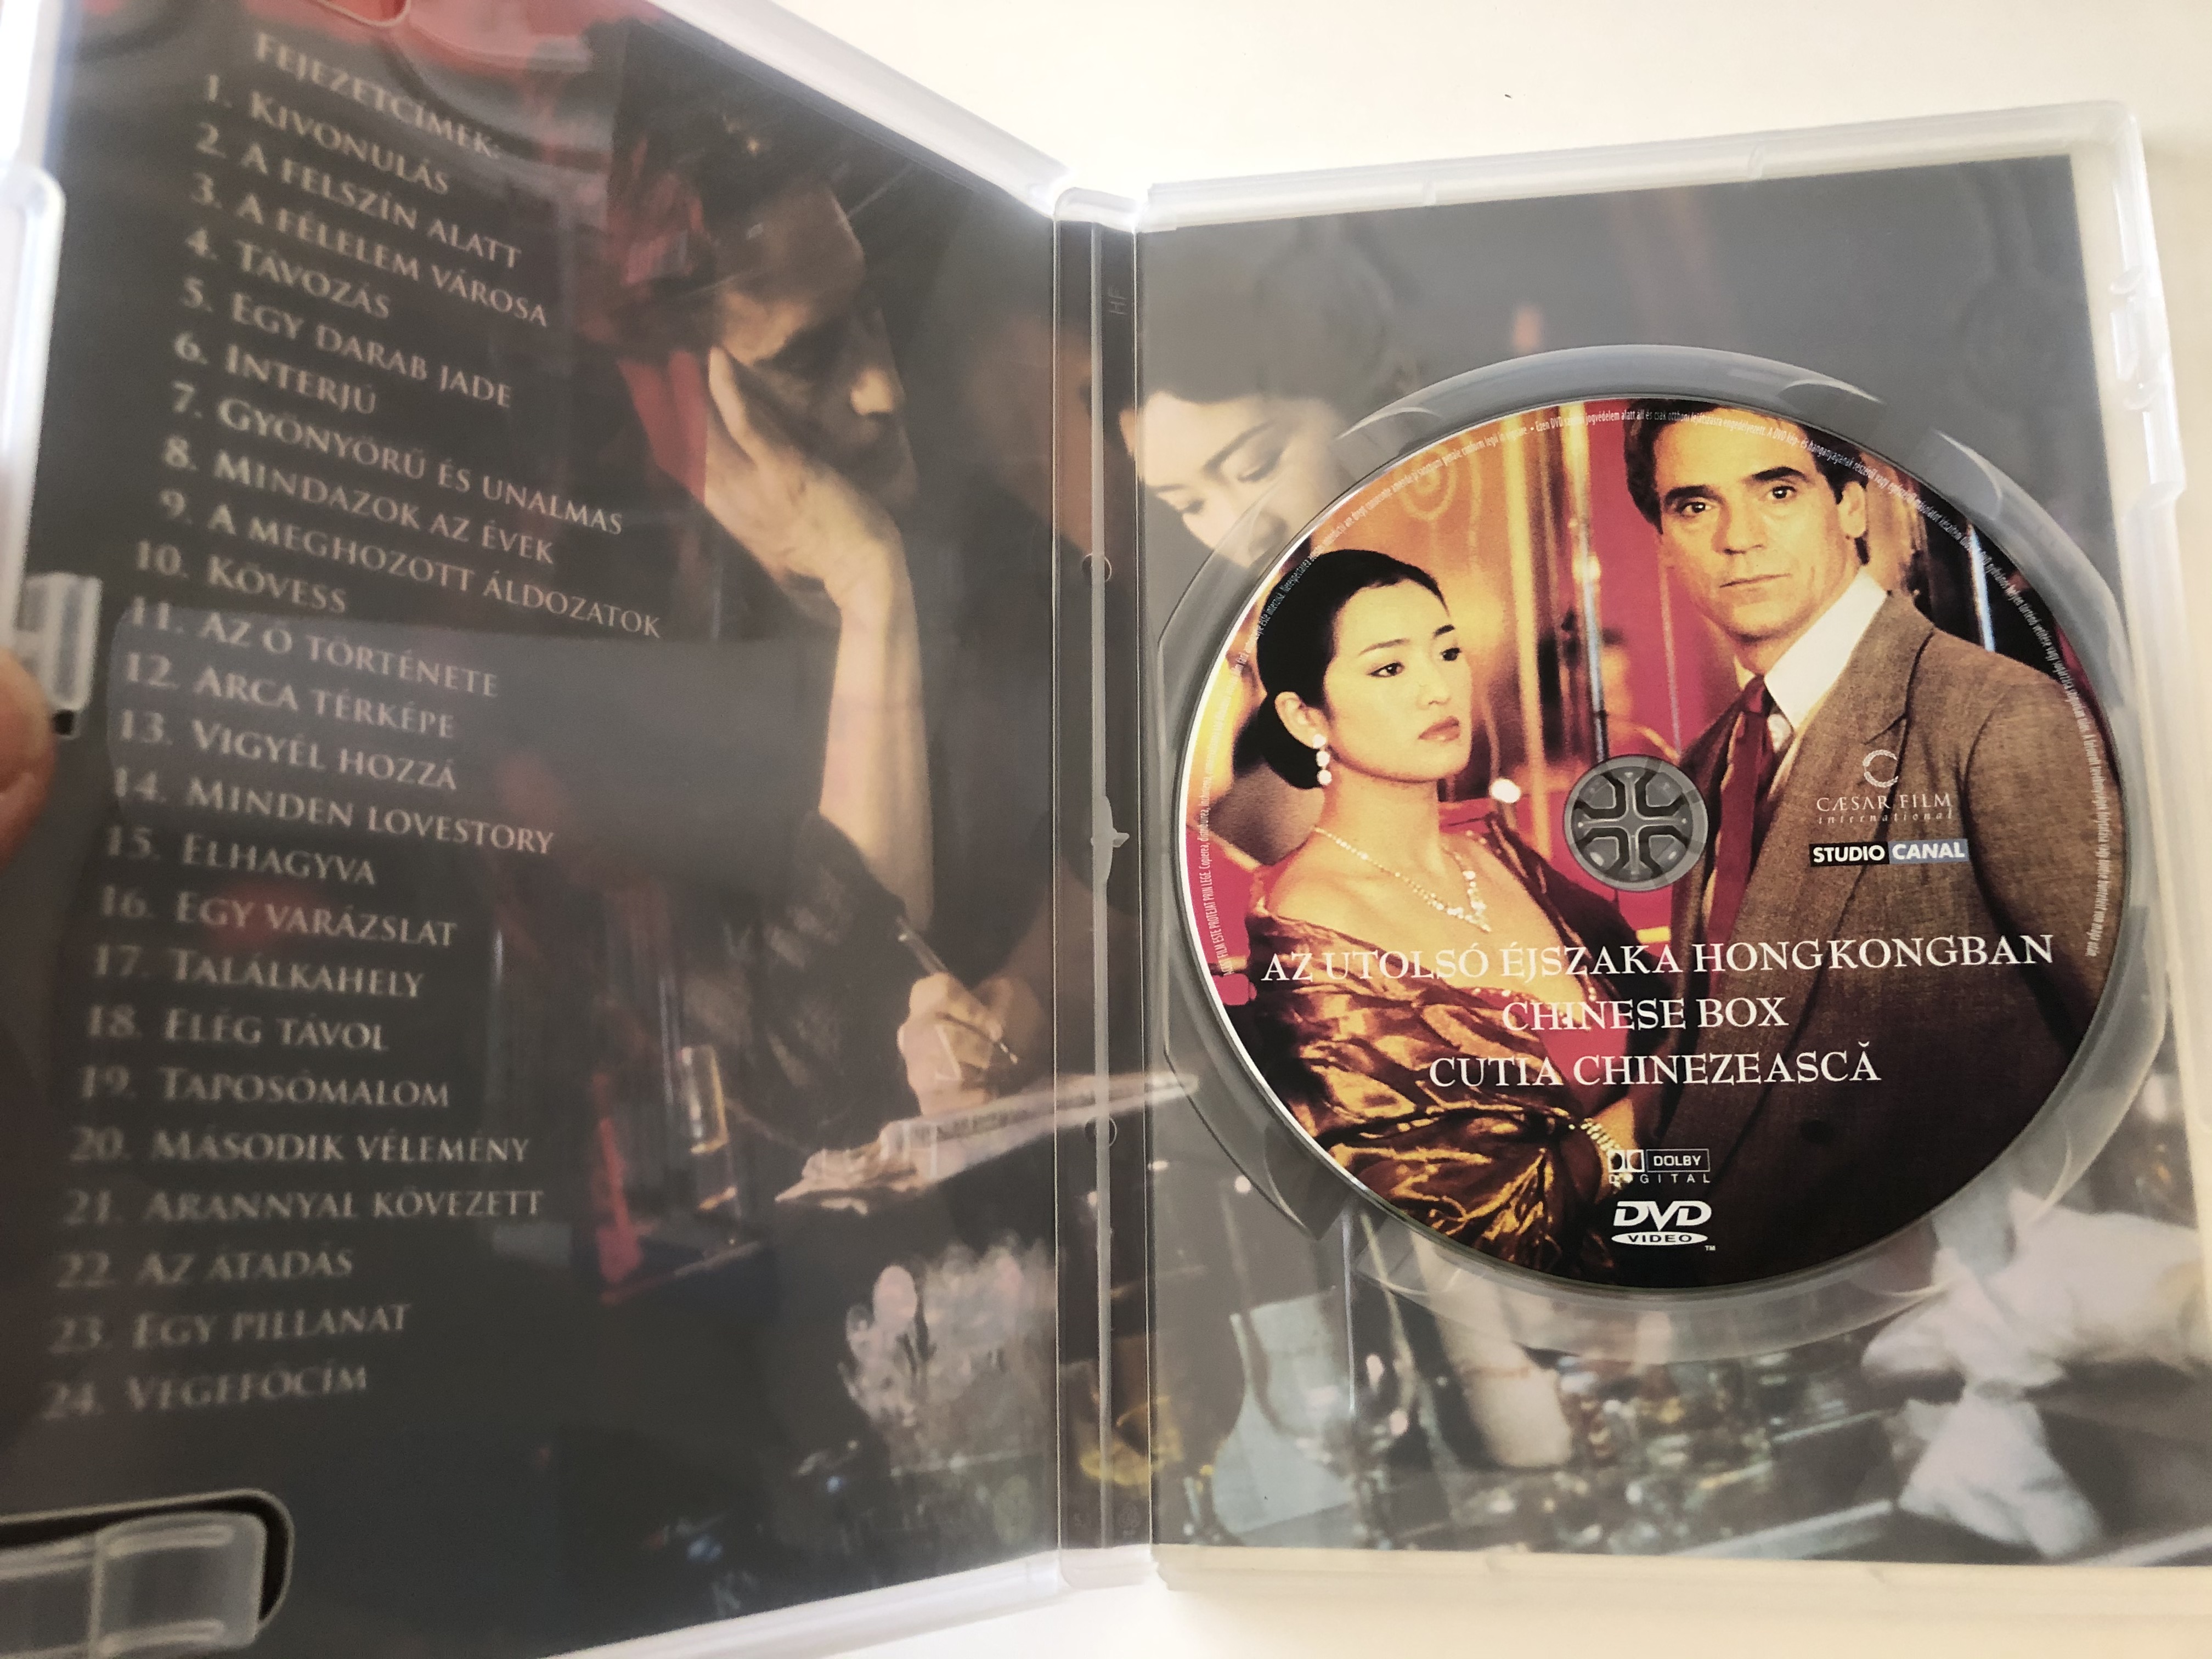 FEJEZETCÍMEK:
1. KIVONULÁS
2. A FELSZÍN ALATT
3. A FÉLELEM VÁROSA
4. TÁVOZÁS
5. EGY DARAB JADE
6. INTERJÚ
7. GYÖNYÖRŰ ÉS UNALMAS
8. MINDAZOK AZ ÉVEK
9. A MEGHOZOTT ÁLDOZATOK
10. KÖVESS
11. AZ Ő TÖRTÉNETE
12. ARCA TÉRKÉPE
13. VIGYÉL HOZZÁ
14. MINDEN LOVESTORY
15. ELHAGYVA
16. EGY VARÁZSLAT
17. TALÁLKAHELY
18. ELÉG TÁVOL
19. TAPOSÓMALOM
20. MÁSODIK VÉLEMÉNY
21. ARANNYAL KÖVEZETT
22. AZ ÁTADÁS
23. EGY PILLANAT
24. VÉGEFŐCÍM
HF
CÆSAR FILM
international
STUDIO CANAL
AZ UTOLSÓ ÉJSZAKA HONGKONGBAN
CHINESE BOX
CUTIA CHINEZEASCĂ
DOLBY
DIGITAL
DVD
VIDEO
TM